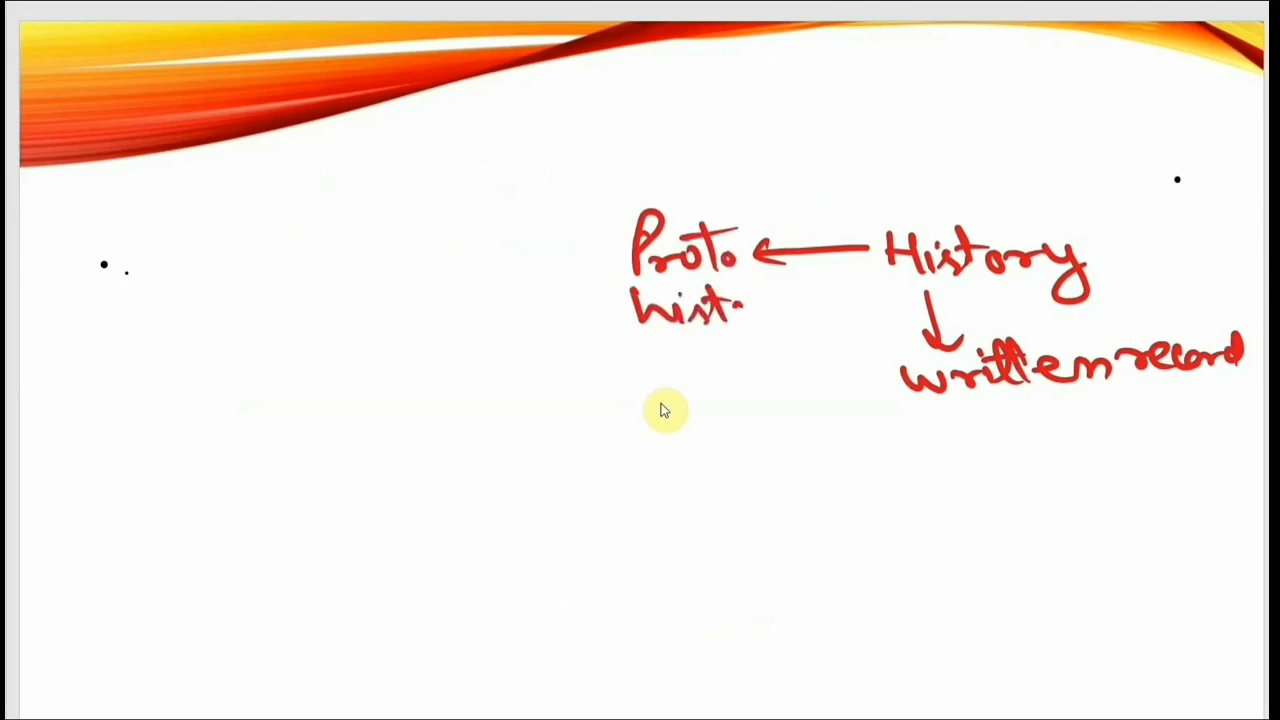 Proto ← History
hist.
↓
written record